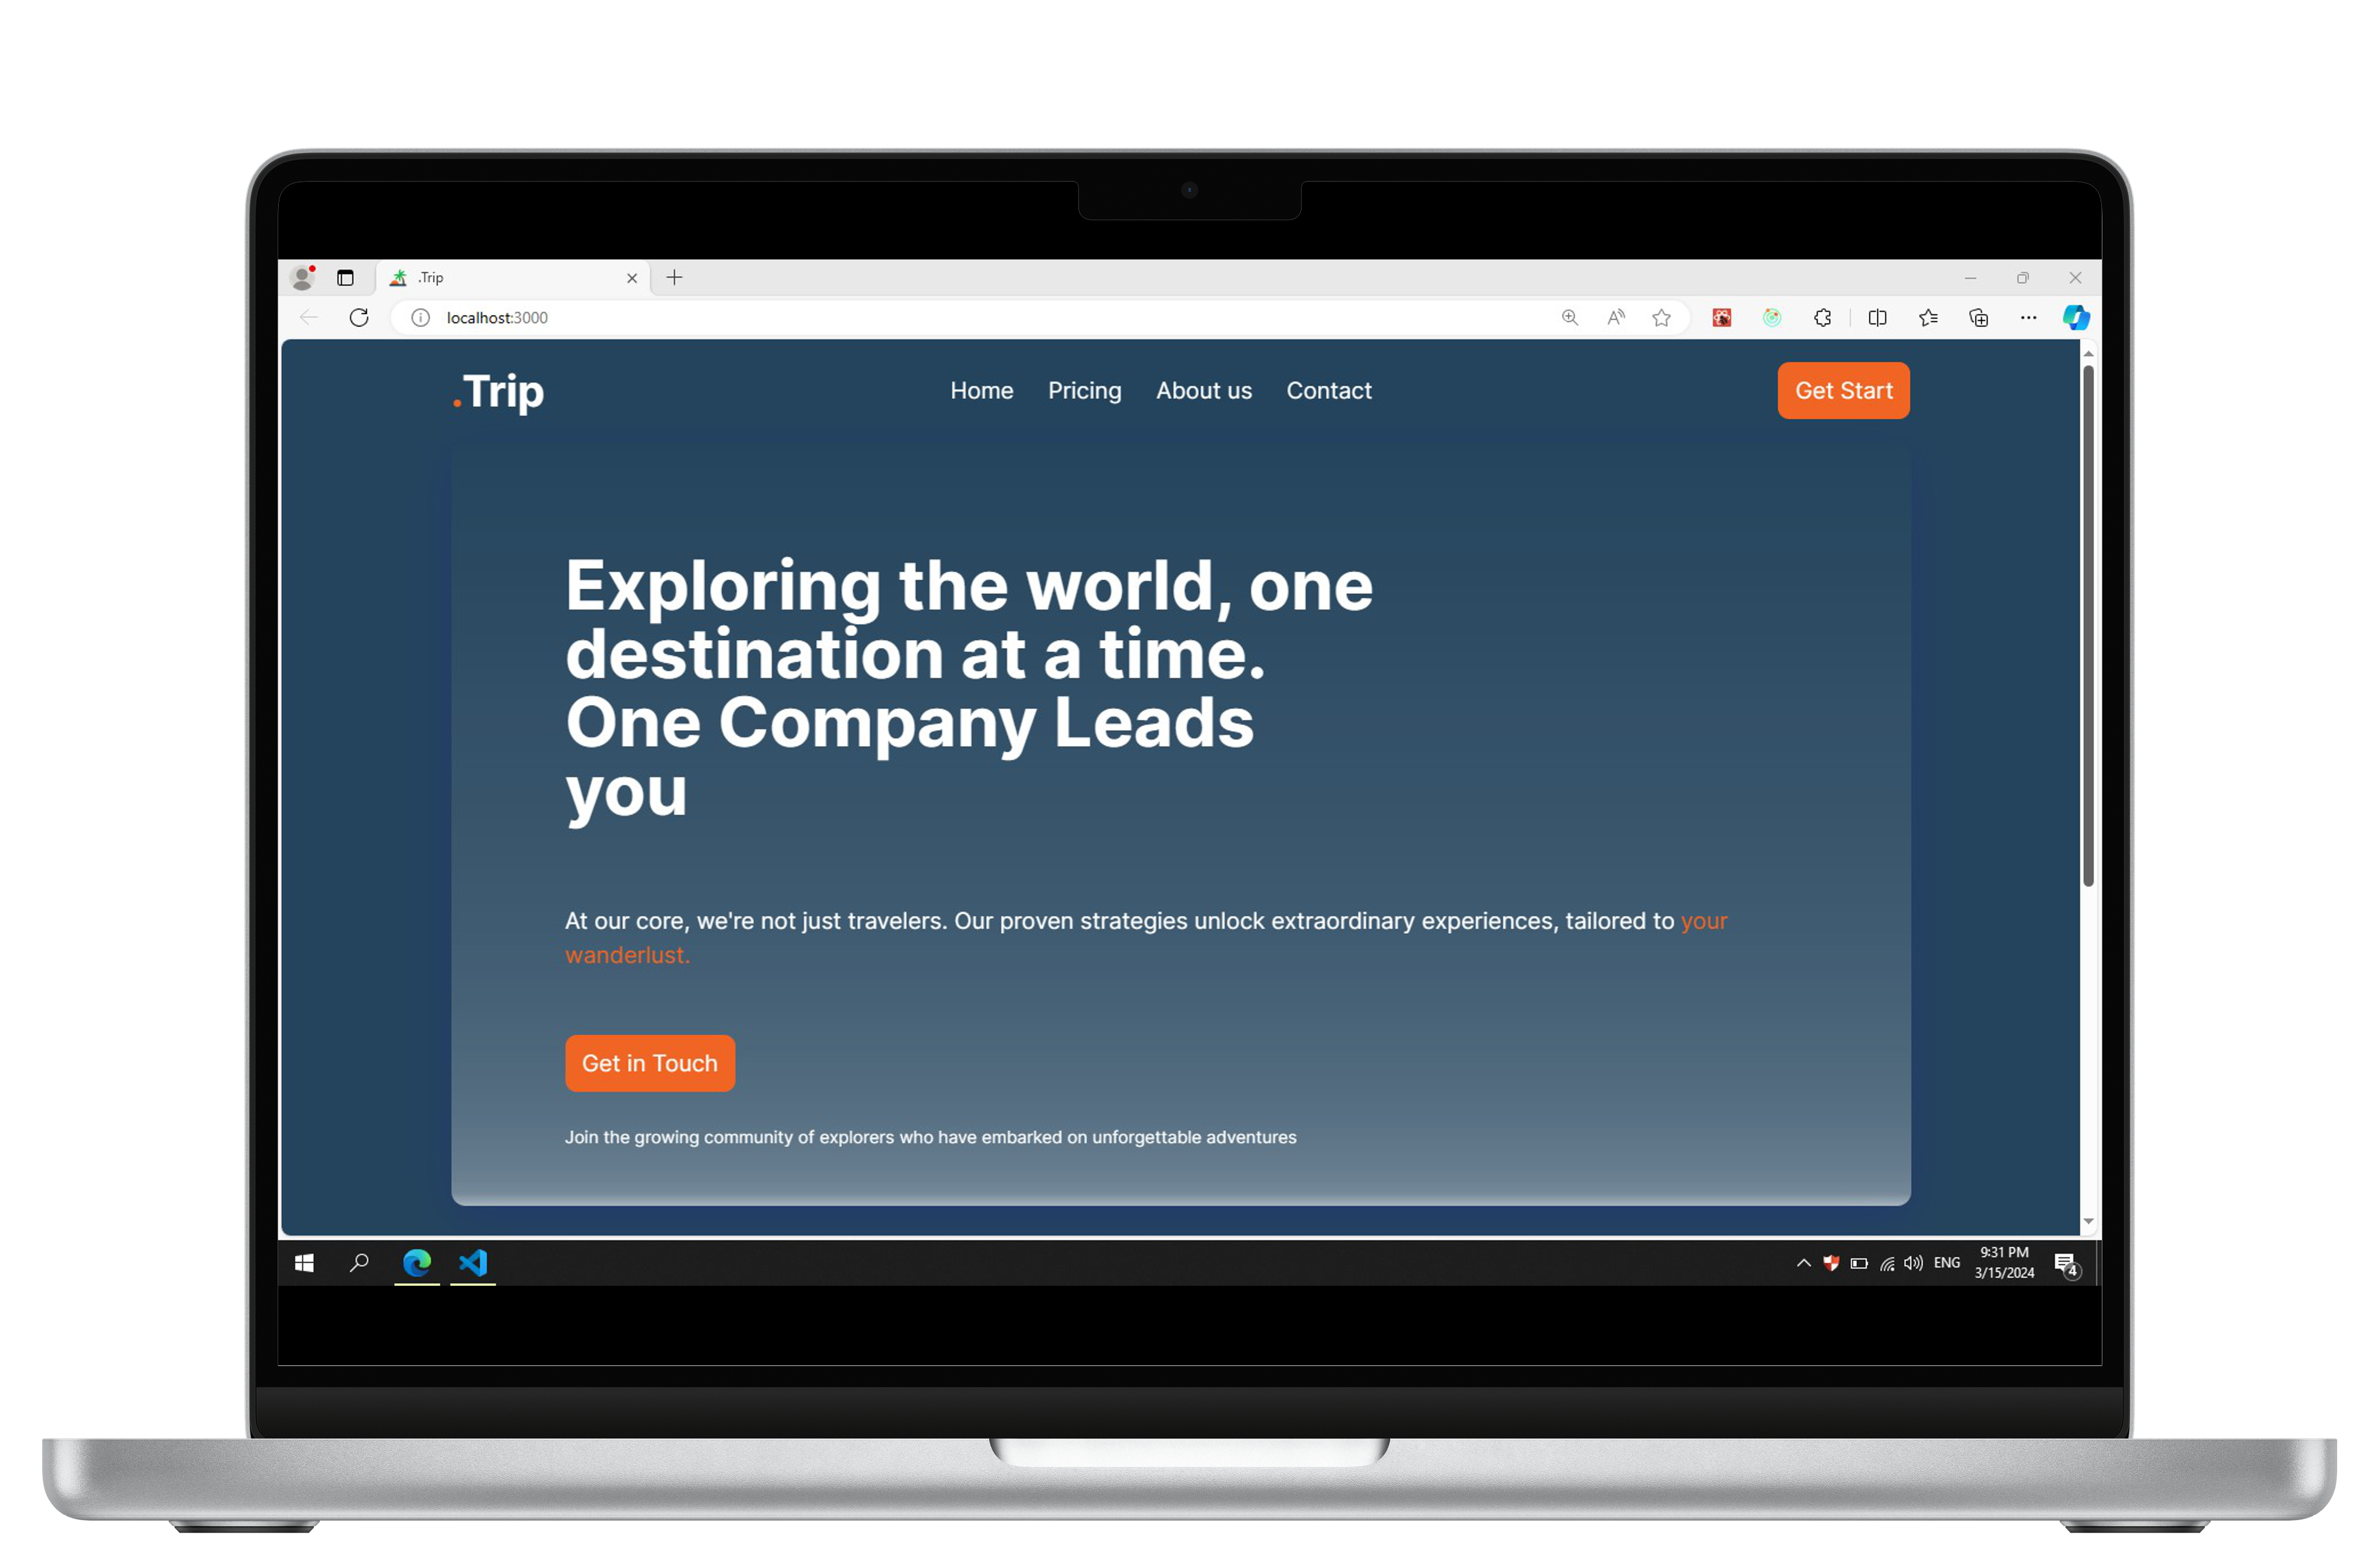 .Trip
localhost:3000
.Trip
Home Pricing About us Contact
Get Start
Exploring the world, one
destination at a time.
One Company Leads
you
At our core, we're not just travelers. Our proven strategies unlock extraordinary experiences, tailored to your
wanderlust.
Get in Touch
Join the growing community of explorers who have embarked on unforgettable adventures
ENG
9:31 PM
3/15/2024
4